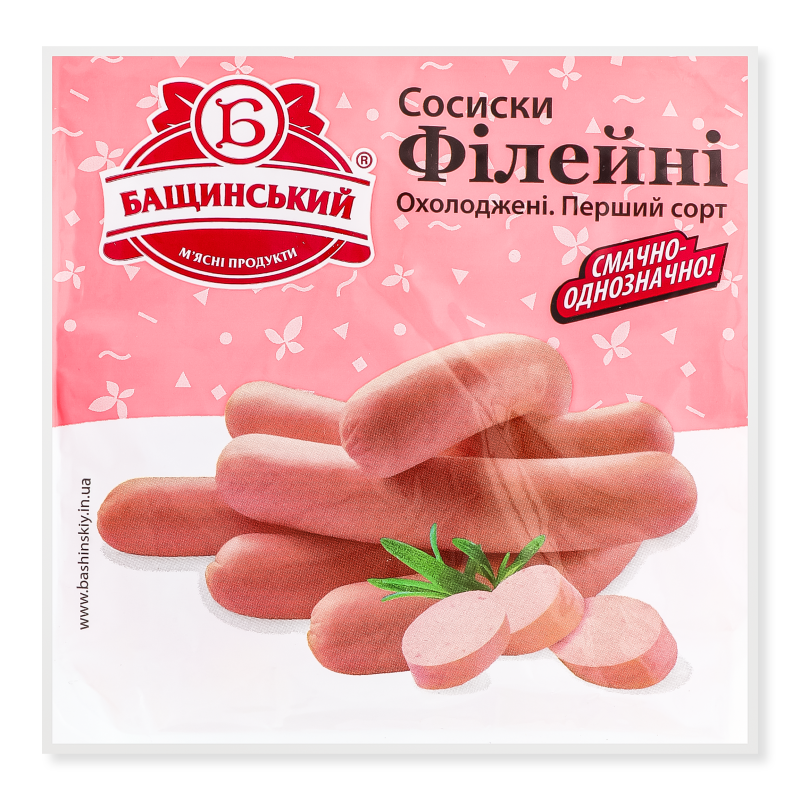 Б
БАЩИНСЬКИЙ®
М'ЯСНІ ПРОДУКТИ
Сосиски
Філейні
Охолоджені. Перший сорт
СМАЧНО-
ОДНОЗНАЧНО!
www.bashinskiy.in.ua